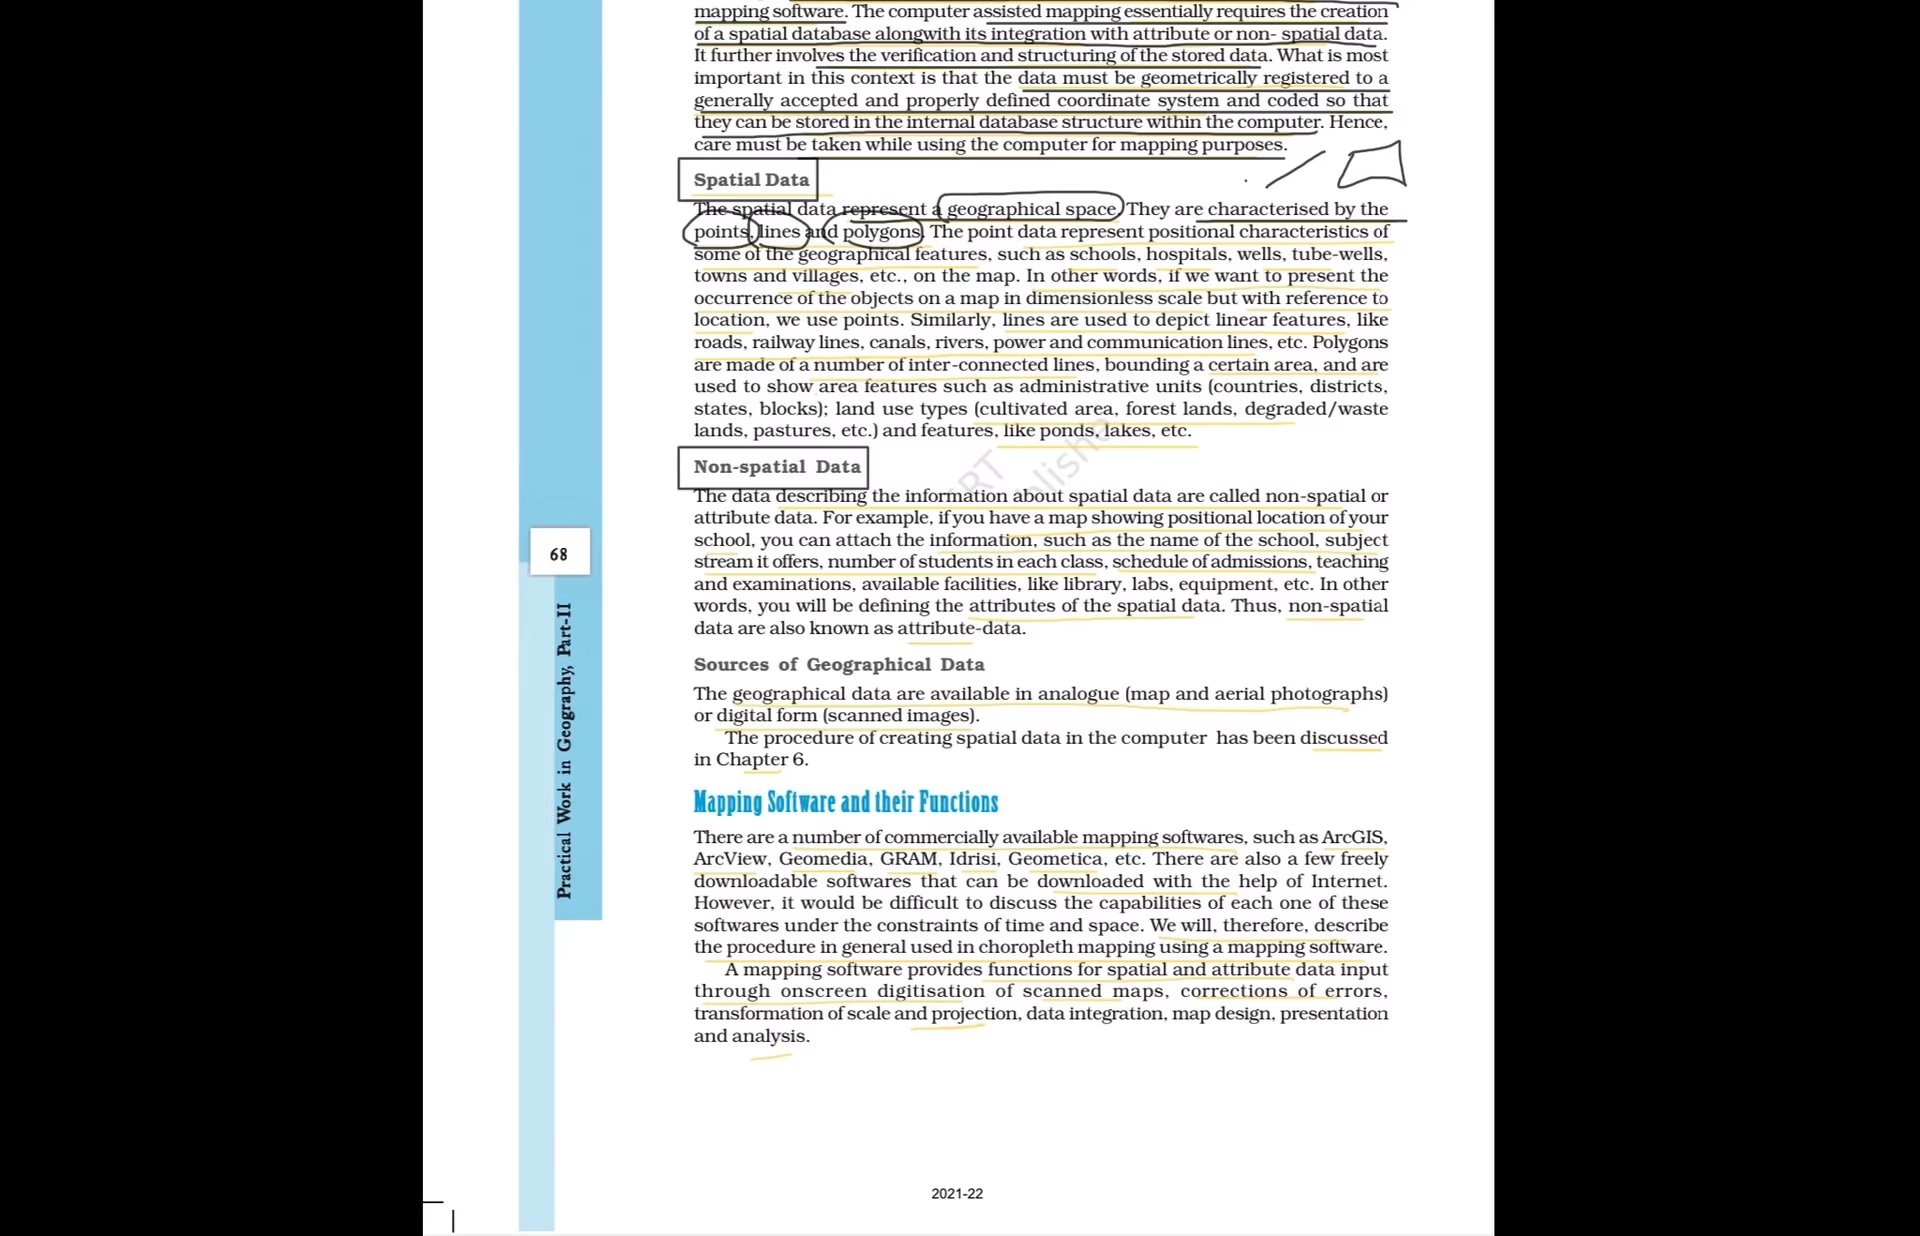 mapping software. The computer assisted mapping essentially requires the creation
of a spatial database alongwith its integration with attribute or non- spatial data.
It further involves the verification and structuring of the stored data. What is most
important in this context is that the data must be geometrically registered to a
generally accepted and properly defined coordinate system and coded so that
they can be stored in the internal database structure within the computer. Hence,
care must be taken while using the computer for mapping purposes.
Spatial Data
The spatial data represent a geographical space. They are characterised by the
points, lines and polygons. The point data represent positional characteristics of
some of the geographical features, such as schools, hospitals, wells, tube-wells,
towns and villages, etc., on the map. In other words, if we want to present the
occurrence of the objects on a map in dimensionless scale but with reference to
location, we use points. Similarly, lines are used to depict linear features, like
roads, railway lines, canals, rivers, power and communication lines, etc. Polygons
are made of a number of inter-connected lines, bounding a certain area, and are
used to show area features such as administrative units (countries, districts,
states, blocks); land use types (cultivated area, forest lands, degraded/waste
lands, pastures, etc.) and features, like ponds, lakes, etc.
Non-spatial Data
The data describing the information about spatial data are called non-spatial or
attribute data. For example, if you have a map showing positional location of your
school, you can attach the information, such as the name of the school, subject
stream it offers, number of students in each class, schedule of admissions, teaching
and examinations, available facilities, like library, labs, equipment, etc. In other
words, you will be defining the attributes of the spatial data. Thus, non-spatial
data are also known as attribute-data.
Sources of Geographical Data
The geographical data are available in analogue (map and aerial photographs)
or digital form (scanned images).
The procedure of creating spatial data in the computer has been discussed
in Chapter 6.
Mapping Software and their Functions
There are a number of commercially available mapping softwares, such as ArcGIS,
ArcView, Geomedia, GRAM, Idrisi, Geometica, etc. There are also a few freely
downloadable softwares that can be downloaded with the help of Internet.
However, it would be difficult to discuss the capabilities of each one of these
softwares under the constraints of time and space. We will, therefore, describe
the procedure in general used in choropleth mapping using a mapping software.
A mapping software provides functions for spatial and attribute data input
through onscreen digitisation of scanned maps, corrections of errors,
transformation of scale and projection, data integration, map design, presentation
and analysis.
68
Practical Work in Geography, Part-II
2021-22